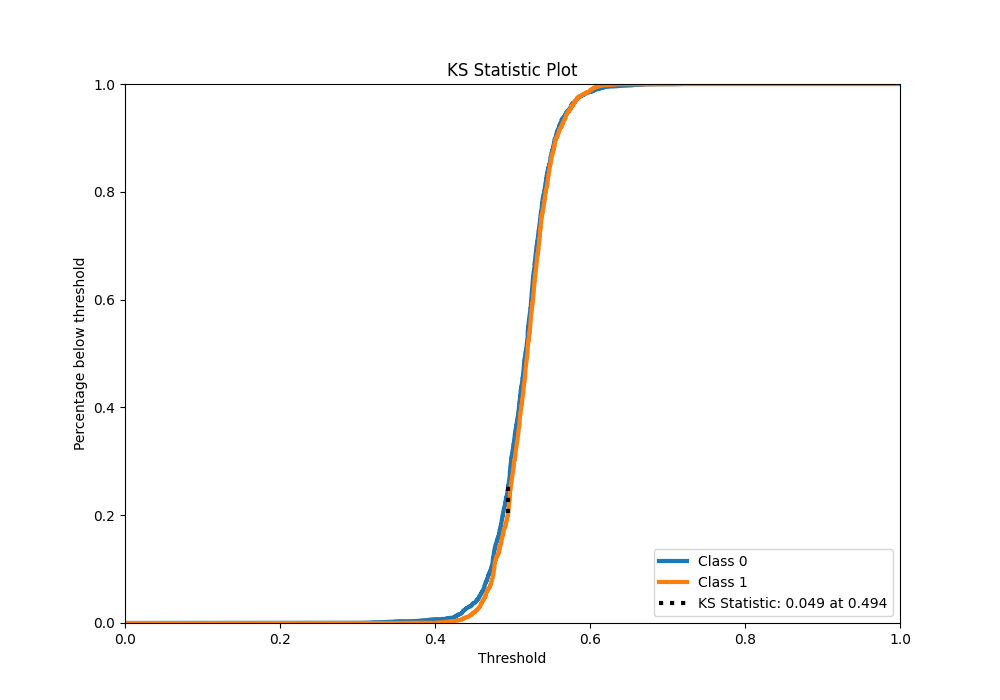 KS Statistic Plot
1.0
0.8
0.6
0.4
0.2
0.0
Percentage below threshold
0.0 0.2 0.4 0.6 0.8 1.0
Threshold
Class 0
Class 1
KS Statistic: 0.049 at 0.494